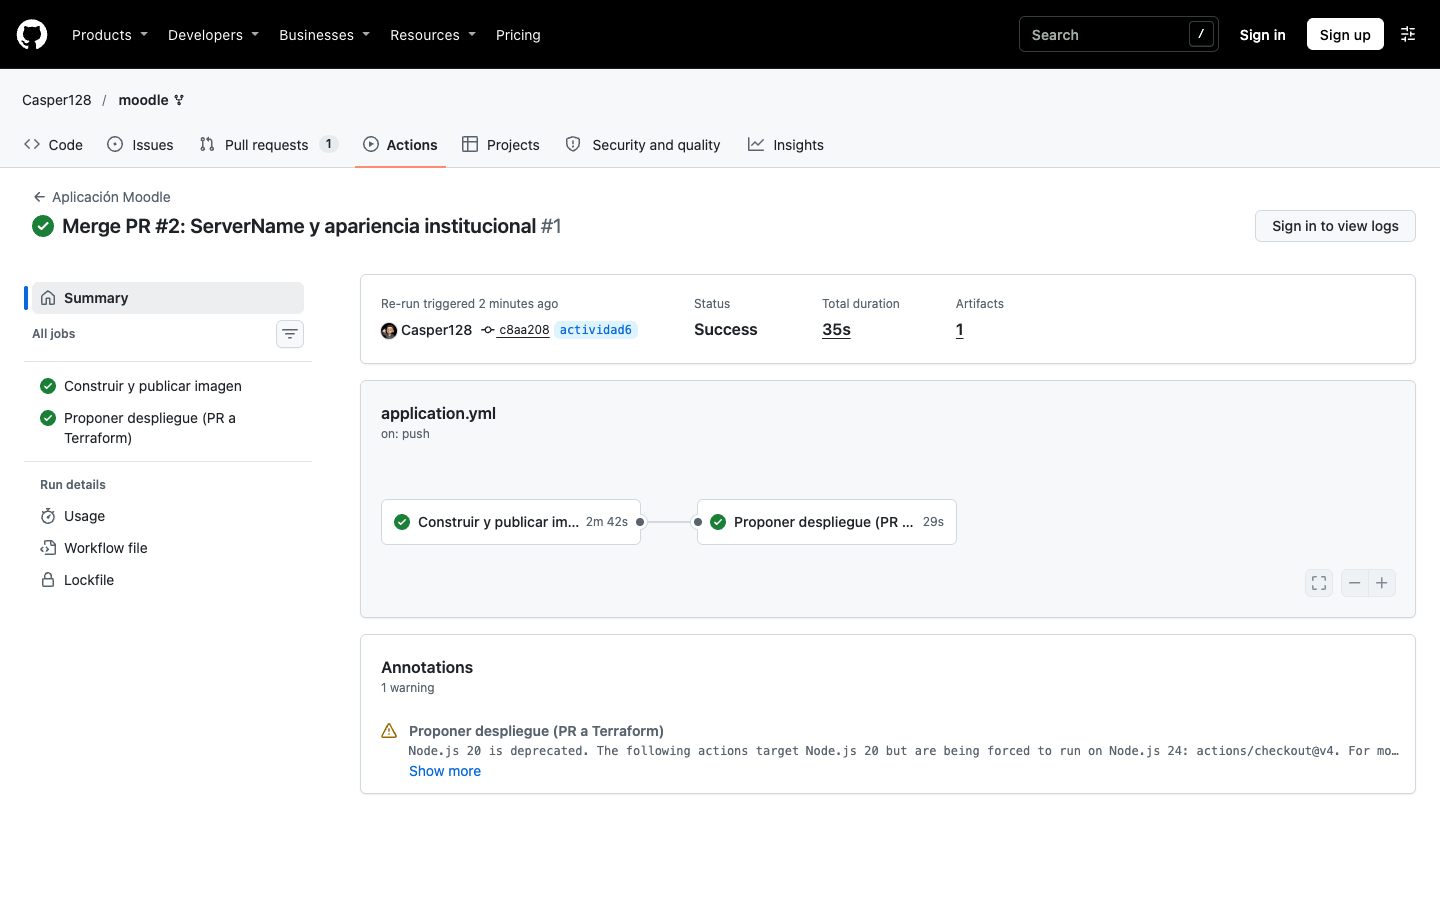 Products Developers Businesses Resources Pricing Search / Sign in Sign up
Casper128 / moodle
Code Issues Pull requests 1 Actions Projects Security and quality Insights
Aplicación Moodle
Merge PR #2: ServerName y apariencia institucional #1
Sign in to view logs
Summary
All jobs
Construir y publicar imagen
Proponer despliegue (PR a
Terraform)
Run details
Usage
Workflow file
Lockfile
Re-run triggered 2 minutes ago Status Total duration Artifacts
Casper128 c8aa208 actividad6 Success 35s 1
application.yml
on: push
Construir y publicar im... 2m 42s Proponer despliegue (PR ... 29s
Annotations
1 warning
Proponer despliegue (PR a Terraform)
Node.js 20 is deprecated. The following actions target Node.js 20 but are being forced to run on Node.js 24: actions/checkout@v4. For mo…
Show more